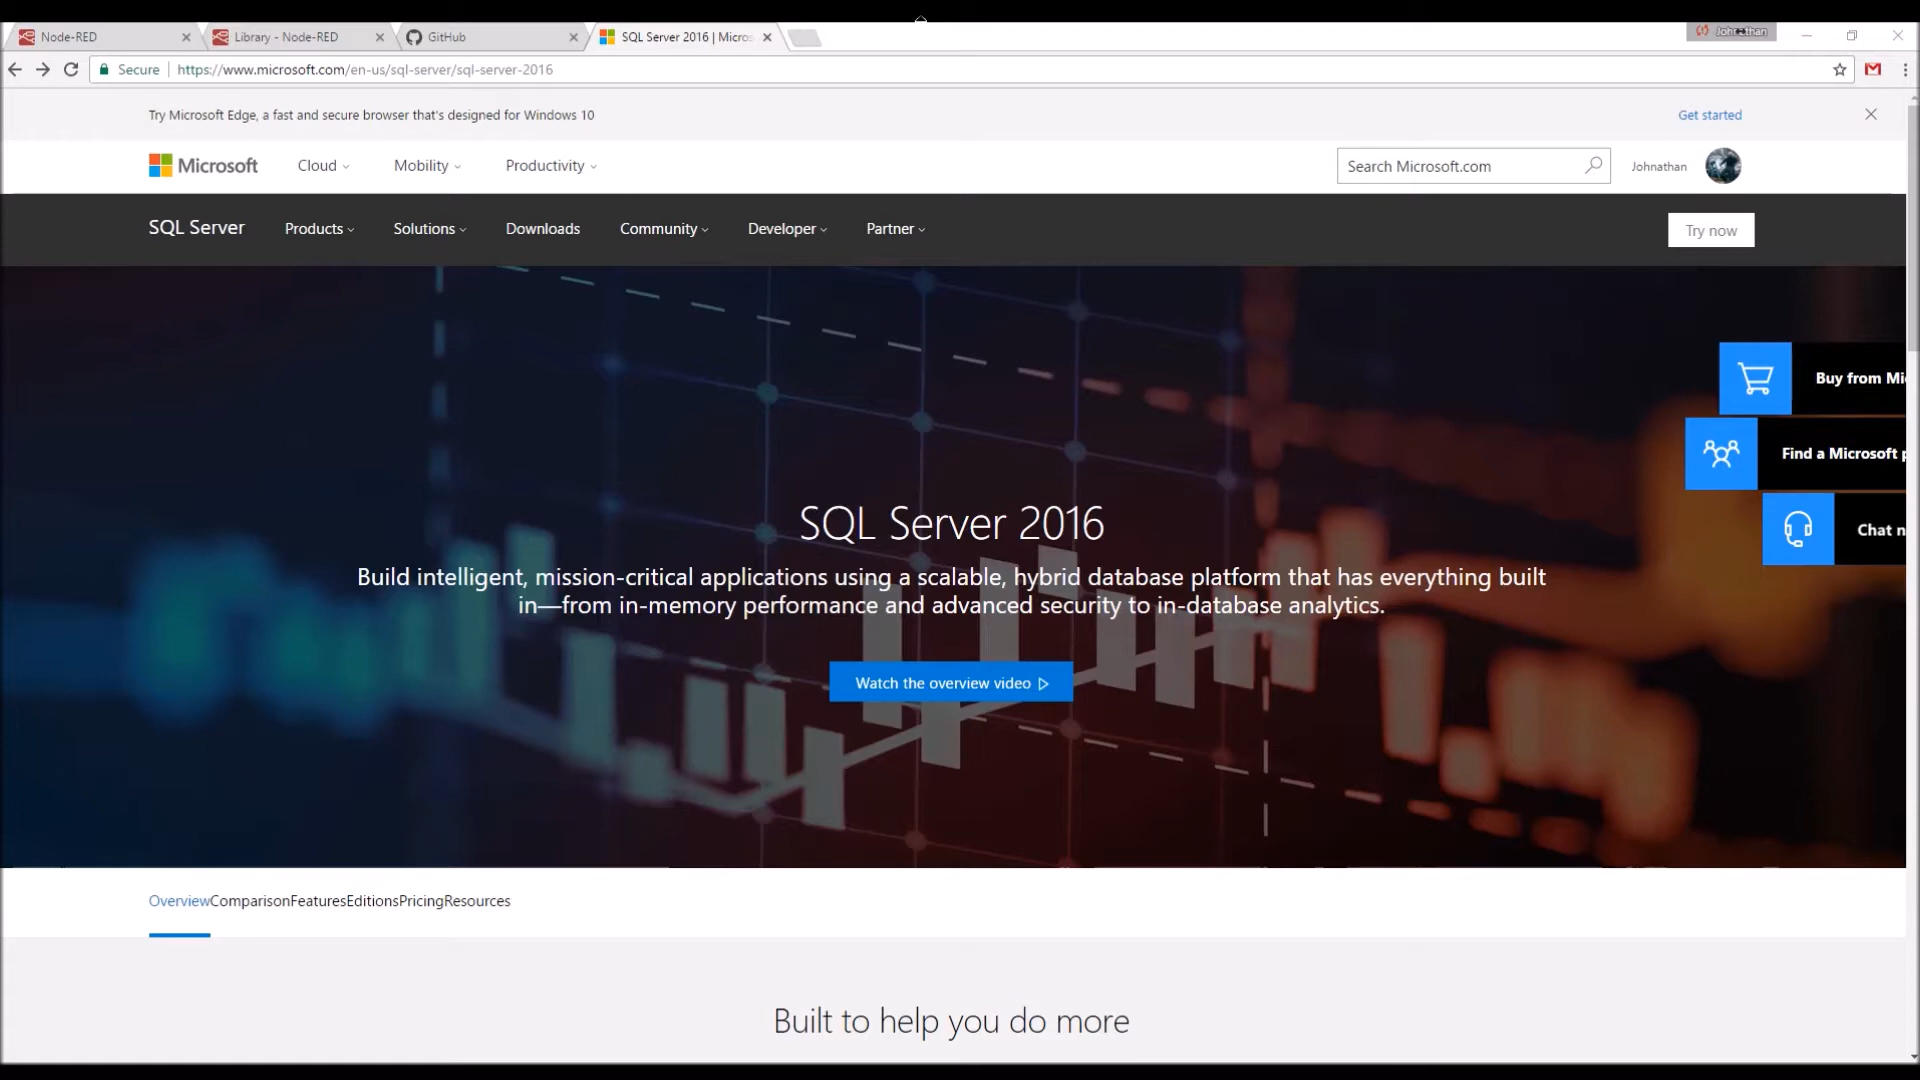 Node-RED
Library - Node-RED
GitHub
SQL Server 2016 | Micros
Johnathan
Secure
https://www.microsoft.com/en-us/sql-server/sql-server-2016
Try Microsoft Edge, a fast and secure browser that's designed for Windows 10
Get started
Microsoft
Cloud
Mobility
Productivity
Search Microsoft.com
Johnathan
SQL Server
Products
Solutions
Downloads
Community
Developer
Partner
Try now
Buy from Mi
Find a Microsoft p
Chat n
SQL Server 2016
Build intelligent, mission-critical applications using a scalable, hybrid database platform that has everything built
in—from in-memory performance and advanced security to in-database analytics.
Watch the overview video
OverviewComparisonFeaturesEditionsPricingResources
Built to help you do more